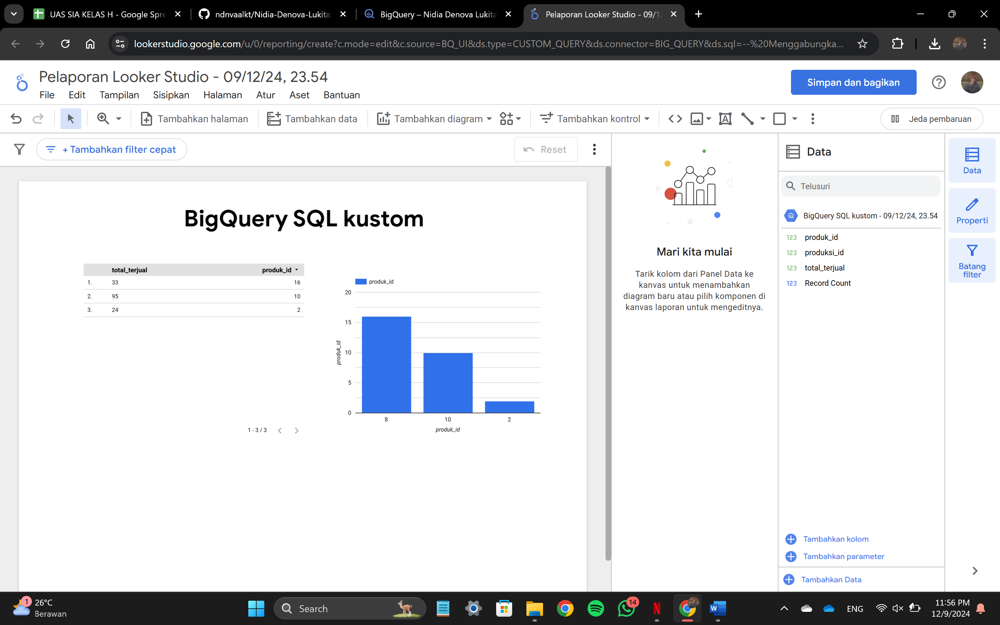 UAS SIA KELAS H - Google Spre
ndnvaalkt/Nidia-Denova-Lukita
BigQuery – Nidia Denova Lukita
Pelaporan Looker Studio - 09/12
lookerstudio.google.com/u/0/reporting/create?c.mode=edit&c.source=BQ_UI&ds.type=CUSTOM_QUERY&ds.connector=BIG_QUERY&ds.sql=--%20Menggabungka...
Pelaporan Looker Studio - 09/12/24, 23.54
File Edit Tampilan Sisipkan Halaman Atur Aset Bantuan
Simpan dan bagikan
Tambahkan halaman
Tambahkan data
Tambahkan diagram
Tambahkan kontrol
Jeda pembaruan
+ Tambahkan filter cepat
Reset
BigQuery SQL kustom
total_terjual produk_id
1. 33 16
2. 95 10
3. 24 2
1 - 3 / 3
produk_id
20
15
10
5
0
produk_id
8 10 2
produk_id
Mari kita mulai
Tarik kolom dari Panel Data ke
kanvas untuk menambahkan
diagram baru atau pilih komponen di
kanvas laporan untuk mengeditnya.
Data
Telusuri
BigQuery SQL kustom - 09/12/24, 23.54
123 produk_id
123 produksi_id
123 total_terjual
123 Record Count
Tambahkan kolom
Tambahkan parameter
Tambahkan Data
Data
Properti
Batang
filter
1
26°C
Berawan
Search
14
ENG
11:56 PM
12/9/2024